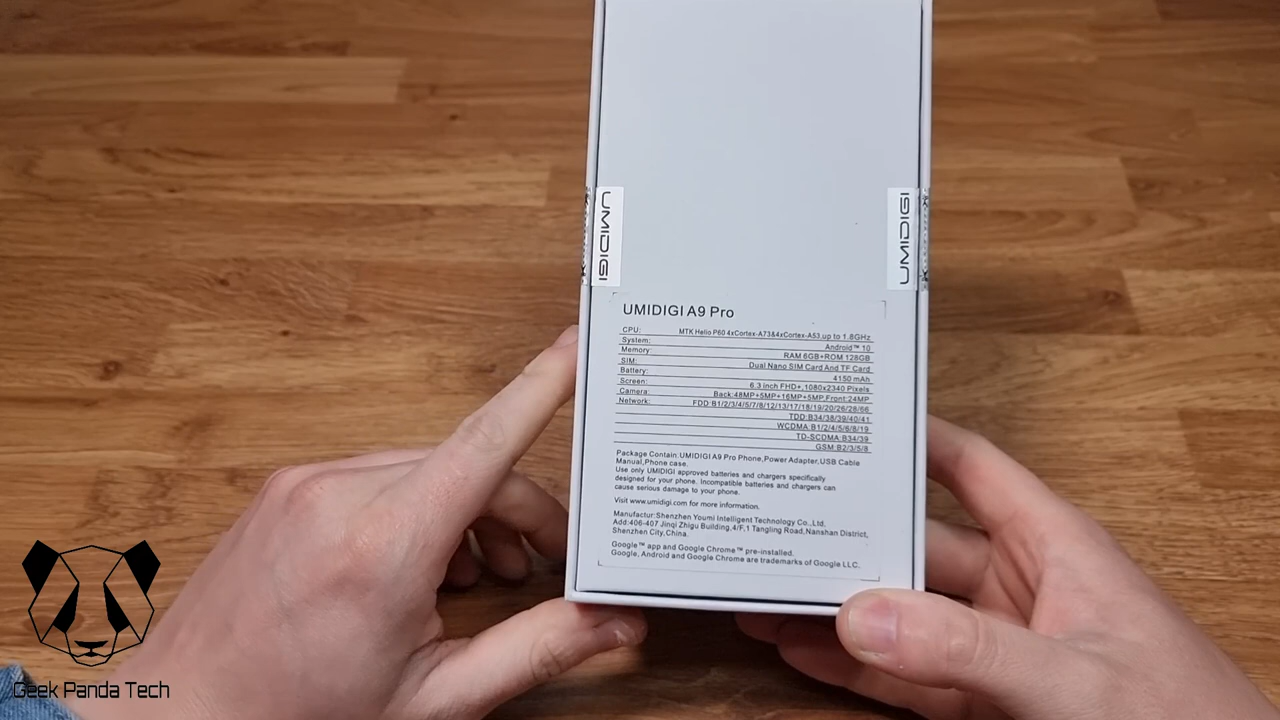 UMIDIGI
UMIDIGI
UMIDIGI A9 Pro
CPU: MTK Helio P60 4xCortex-A73&4xCortex-A53,up to 1.8GHz
System: Android™ 10
Memory: RAM 6GB+ROM 128GB
SIM: Dual Nano SIM Card And TF Card
Battery: 4150 mAh
Screen: 6.3 inch FHD+,1080x2340 Pixels
Camera: Back:48MP+5MP+16MP+5MP,Front:24MP
Network: FDD:B1/2/3/4/5/7/8/12/13/17/18/19/20/26/28/66
TDD:B34/38/39/40/41
WCDMA:B1/2/4/5/6/8/19
TD-SCDMA:B34/39
GSM:B2/3/5/8
Package Contain:UMIDIGI A9 Pro Phone,Power Adapter,USB Cable
Manual,Phone case.
Use only UMIDIGI approved batteries and chargers specifically
designed for your phone. Incompatible batteries and chargers can
cause serious damage to your phone.
Visit www.umidigi.com for more information.
Manufactur:Shenzhen Youmi Intelligent Technology Co.,Ltd.
Add:406-407 Jinqi Zhigu Building,4/F,1 Tangling Road,Nanshan District,
Shenzhen City,China.
Google™ app and Google Chrome™ pre-installed.
Google, Android and Google Chrome are trademarks of Google LLC.
Geek Panda Tech